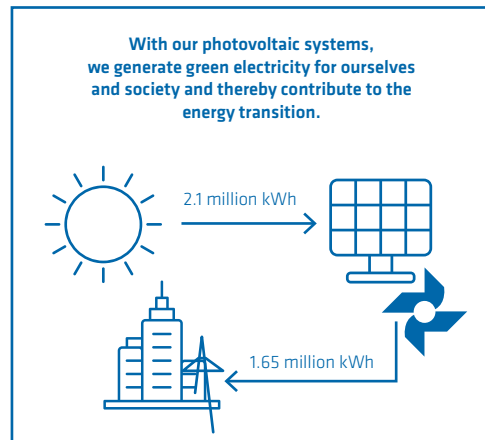 With our photovoltaic systems,
we generate green electricity for ourselves
and society and thereby contribute to the
energy transition.
2.1 million kWh
1.65 million kWh